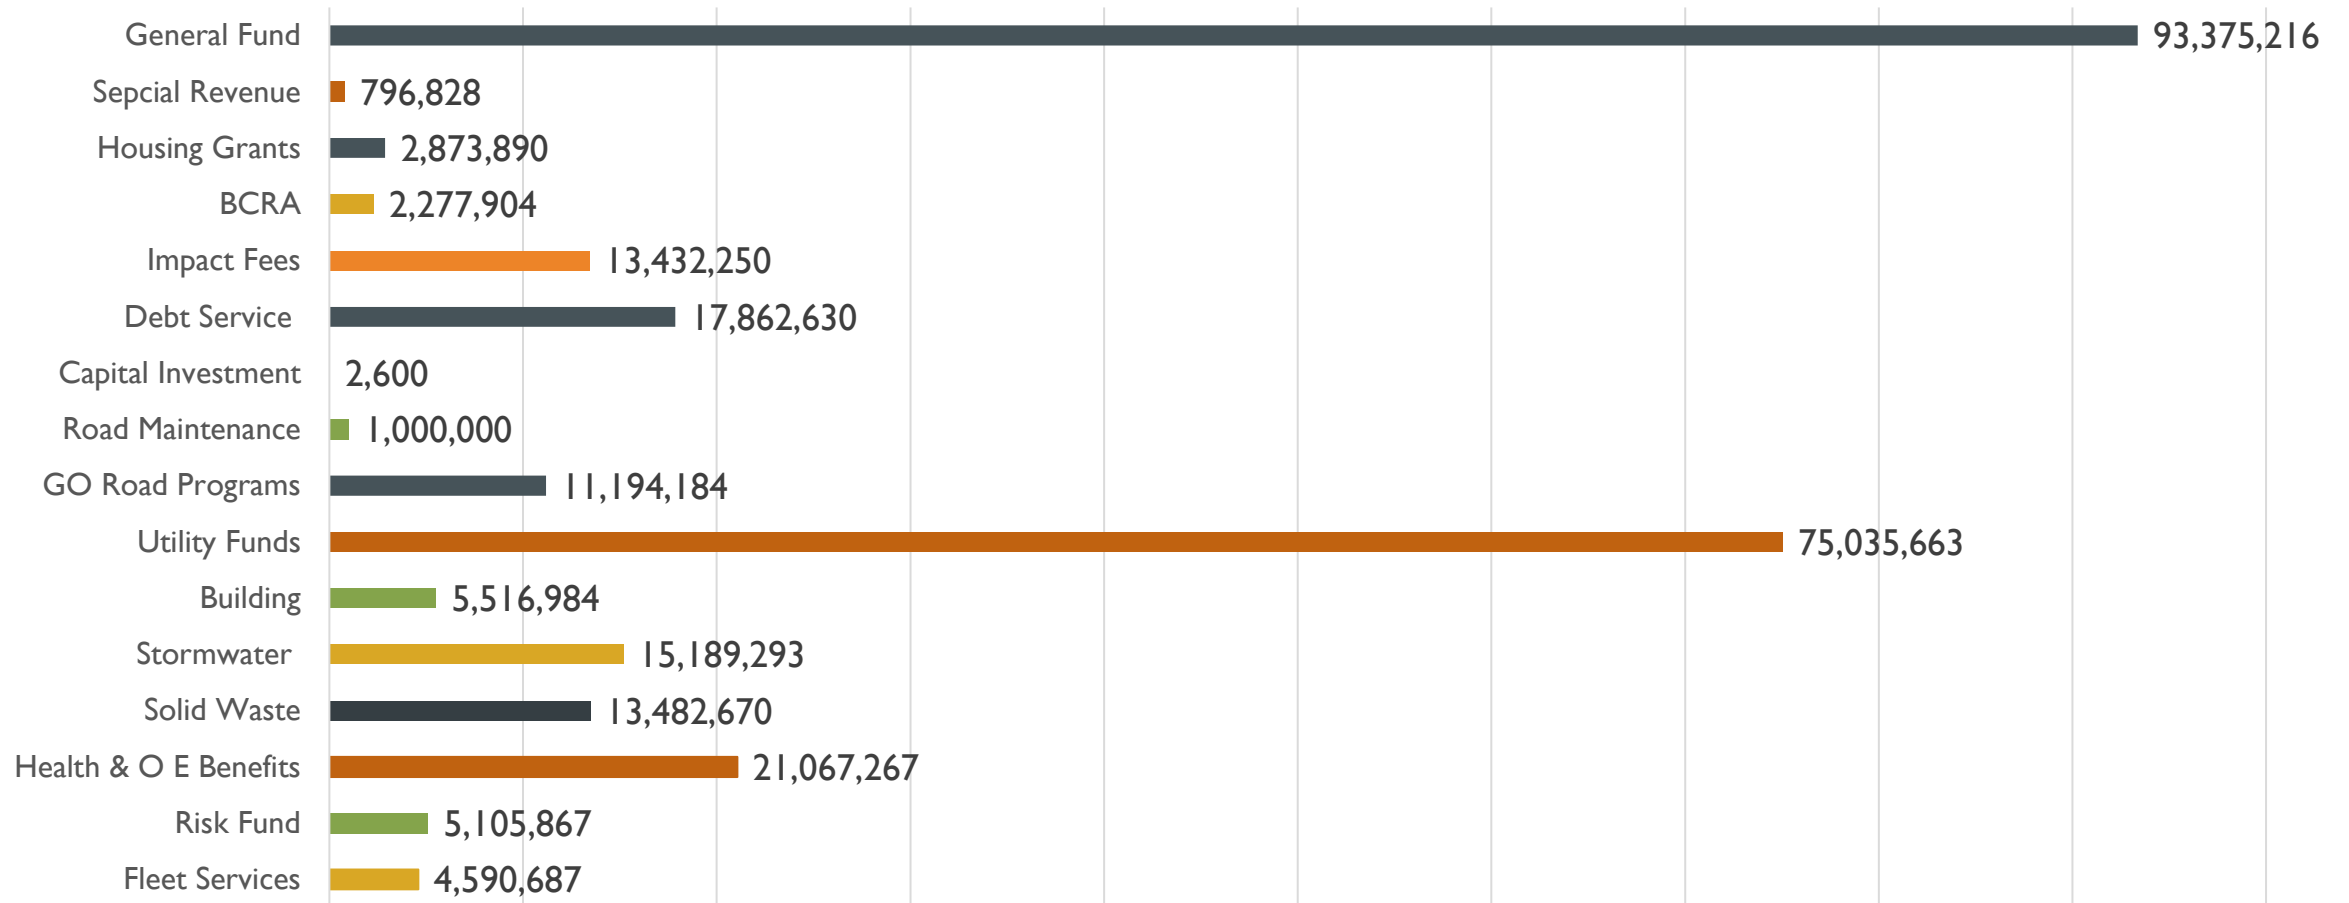 General Fund 93,375,216
Sepcial Revenue 796,828
Housing Grants 2,873,890
BCRA 2,277,904
Impact Fees 13,432,250
Debt Service 17,862,630
Capital Investment 2,600
Road Maintenance 1,000,000
GO Road Programs 11,194,184
Utility Funds 75,035,663
Building 5,516,984
Stormwater 15,189,293
Solid Waste 13,482,670
Health & O E Benefits 21,067,267
Risk Fund 5,105,867
Fleet Services 4,590,687